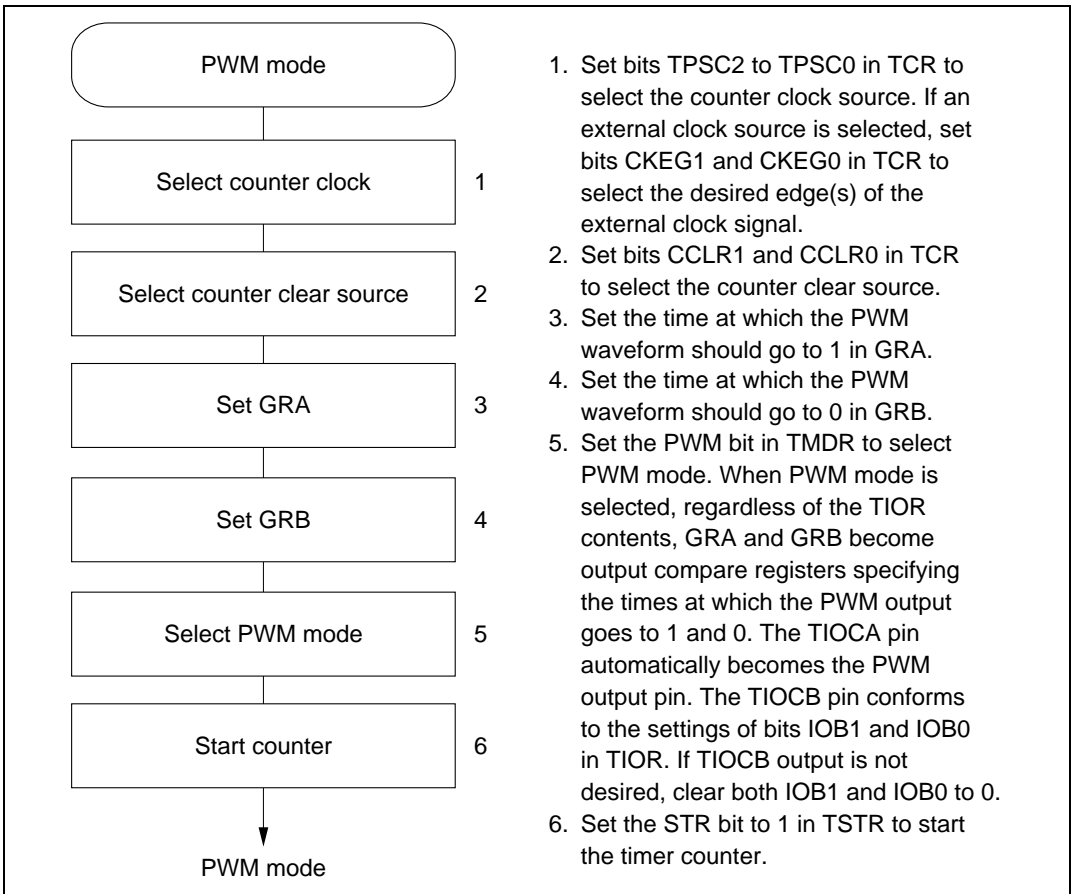 PWM mode
Select counter clock 1
Select counter clear source 2
Set GRA 3
Set GRB 4
Select PWM mode 5
Start counter 6
PWM mode
1. Set bits TPSC2 to TPSC0 in TCR to
select the counter clock source. If an
external clock source is selected, set
bits CKEG1 and CKEG0 in TCR to
select the desired edge(s) of the
external clock signal.
2. Set bits CCLR1 and CCLR0 in TCR
to select the counter clear source.
3. Set the time at which the PWM
waveform should go to 1 in GRA.
4. Set the time at which the PWM
waveform should go to 0 in GRB.
5. Set the PWM bit in TMDR to select
PWM mode. When PWM mode is
selected, regardless of the TIOR
contents, GRA and GRB become
output compare registers specifying
the times at which the PWM output
goes to 1 and 0. The TIOCA pin
automatically becomes the PWM
output pin. The TIOCB pin conforms
to the settings of bits IOB1 and IOB0
in TIOR. If TIOCB output is not
desired, clear both IOB1 and IOB0 to 0.
6. Set the STR bit to 1 in TSTR to start
the timer counter.